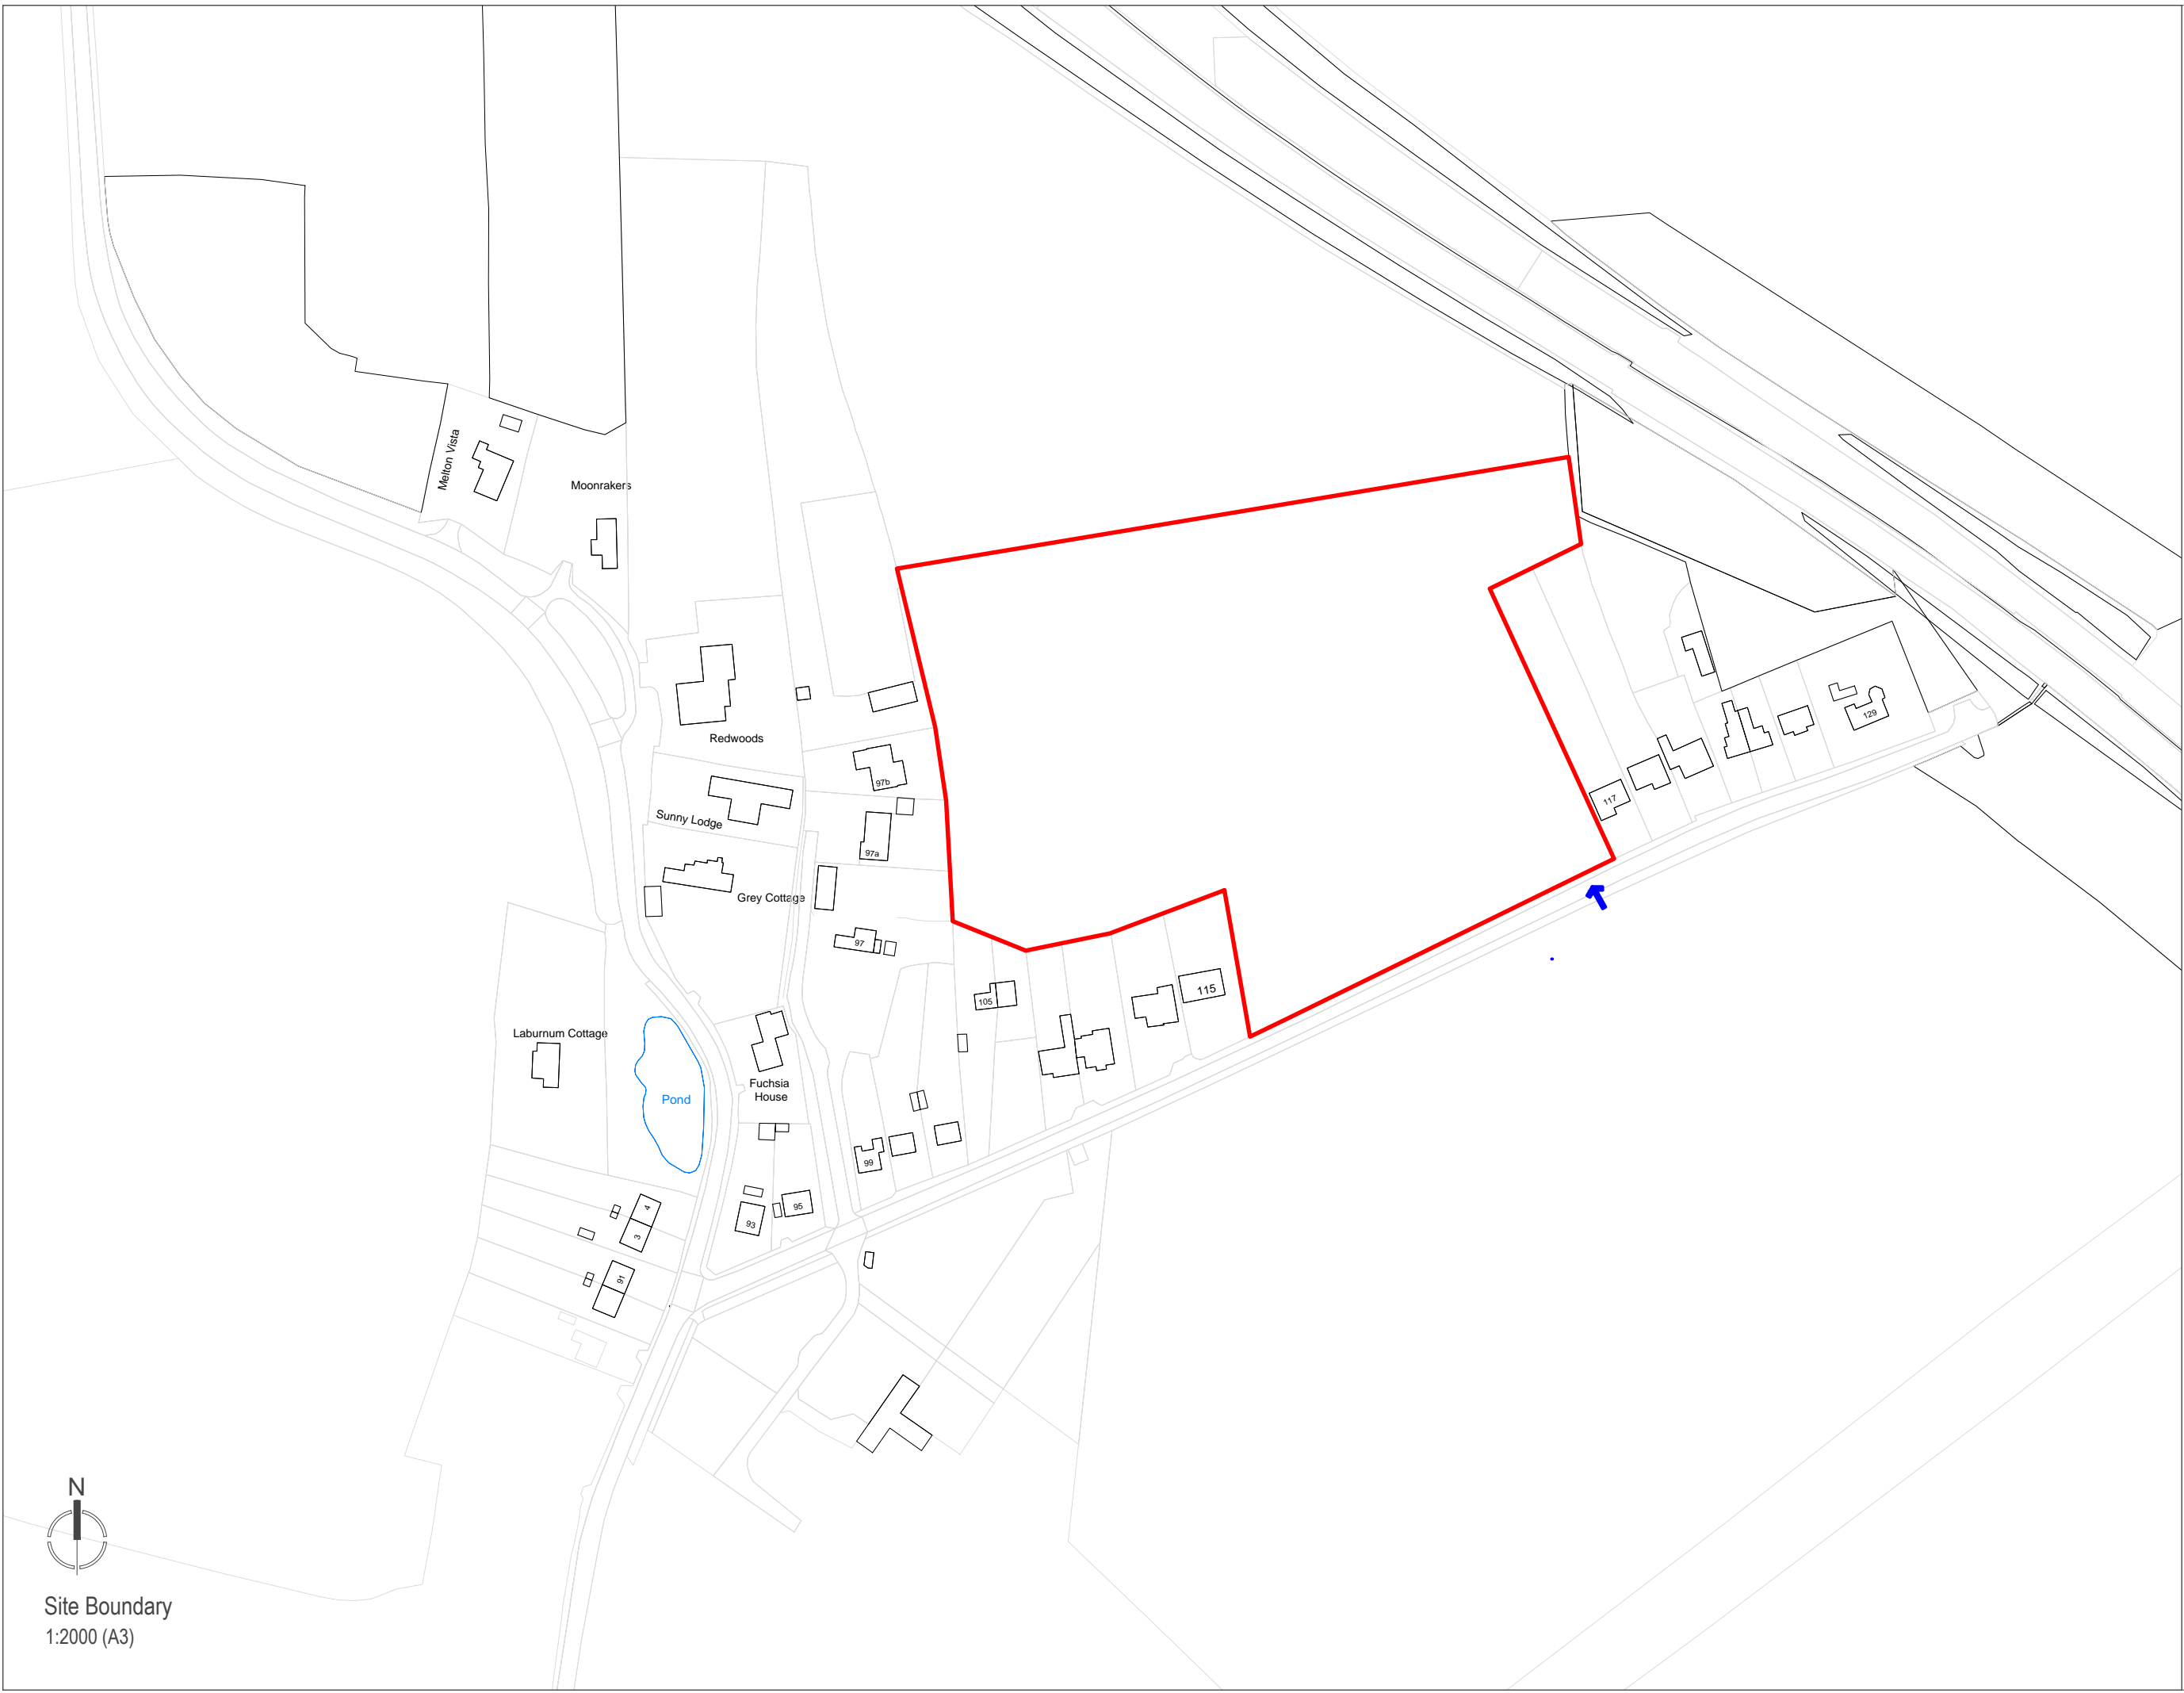 Melton Vista
Moonrakers
Redwoods
97b
Sunny Lodge
97a
Grey Cottage
97
117
129
105
115
Laburnum Cottage
Pond
Fuchsia
House
99
95
93
4
3
91
N
Site Boundary
1:2000 (A3)